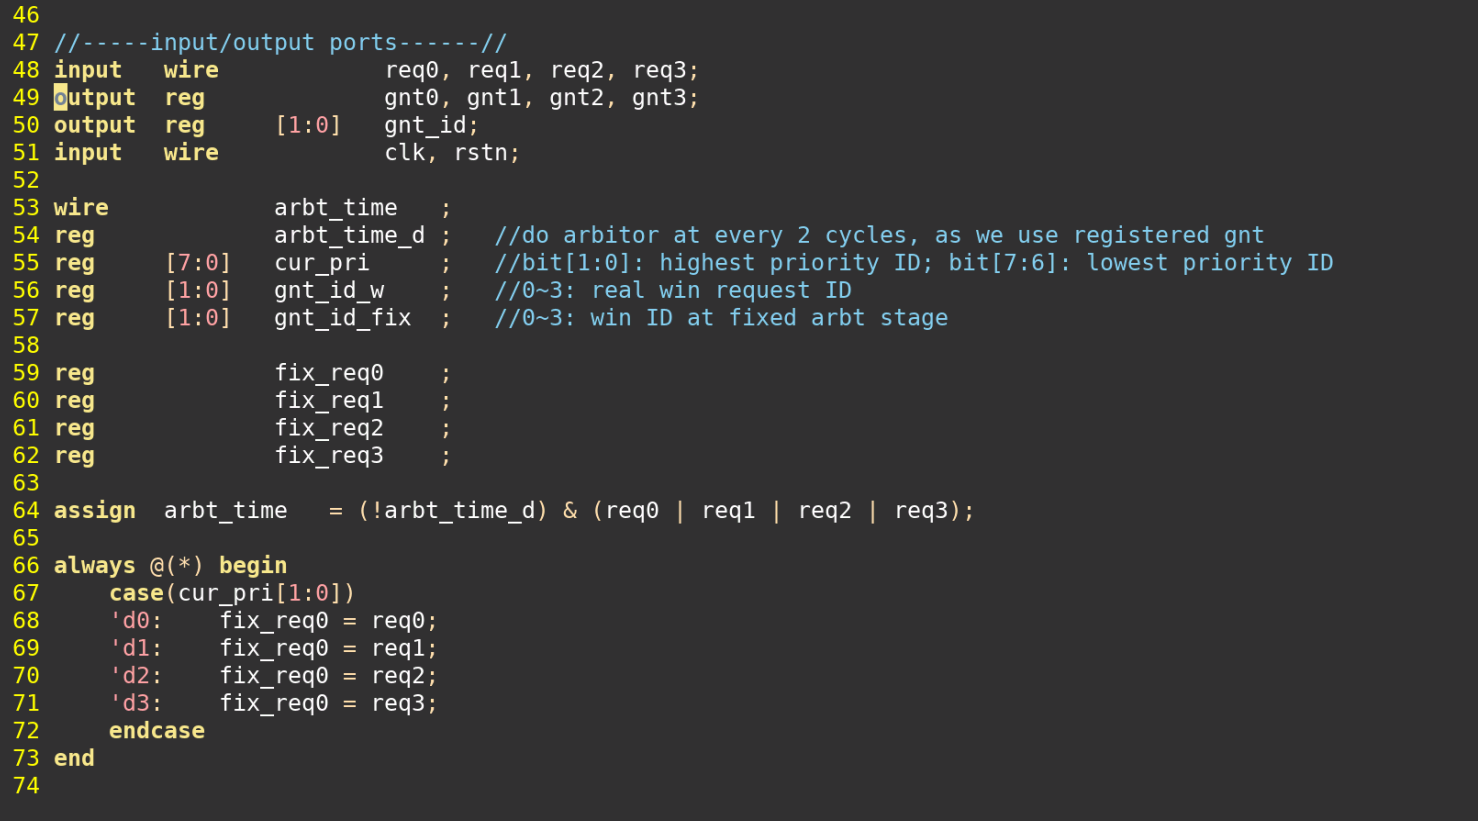 46
47 //-----input/output ports------//
48 input   wire            req0, req1, req2, req3;
49 output  reg             gnt0, gnt1, gnt2, gnt3;
50 output  reg     [1:0]   gnt_id;
51 input   wire            clk, rstn;
52
53 wire            arbt_time   ;
54 reg             arbt_time_d ;   //do arbitor at every 2 cycles, as we use registered gnt
55 reg     [7:0]   cur_pri     ;   //bit[1:0]: highest priority ID; bit[7:6]: lowest priority ID
56 reg     [1:0]   gnt_id_w    ;   //0~3: real win request ID
57 reg     [1:0]   gnt_id_fix  ;   //0~3: win ID at fixed arbt stage
58
59 reg             fix_req0    ;
60 reg             fix_req1    ;
61 reg             fix_req2    ;
62 reg             fix_req3    ;
63
64 assign  arbt_time   = (!arbt_time_d) & (req0 | req1 | req2 | req3);
65
66 always @(*) begin
67     case(cur_pri[1:0])
68     'd0:    fix_req0 = req0;
69     'd1:    fix_req0 = req1;
70     'd2:    fix_req0 = req2;
71     'd3:    fix_req0 = req3;
72     endcase
73 end
74